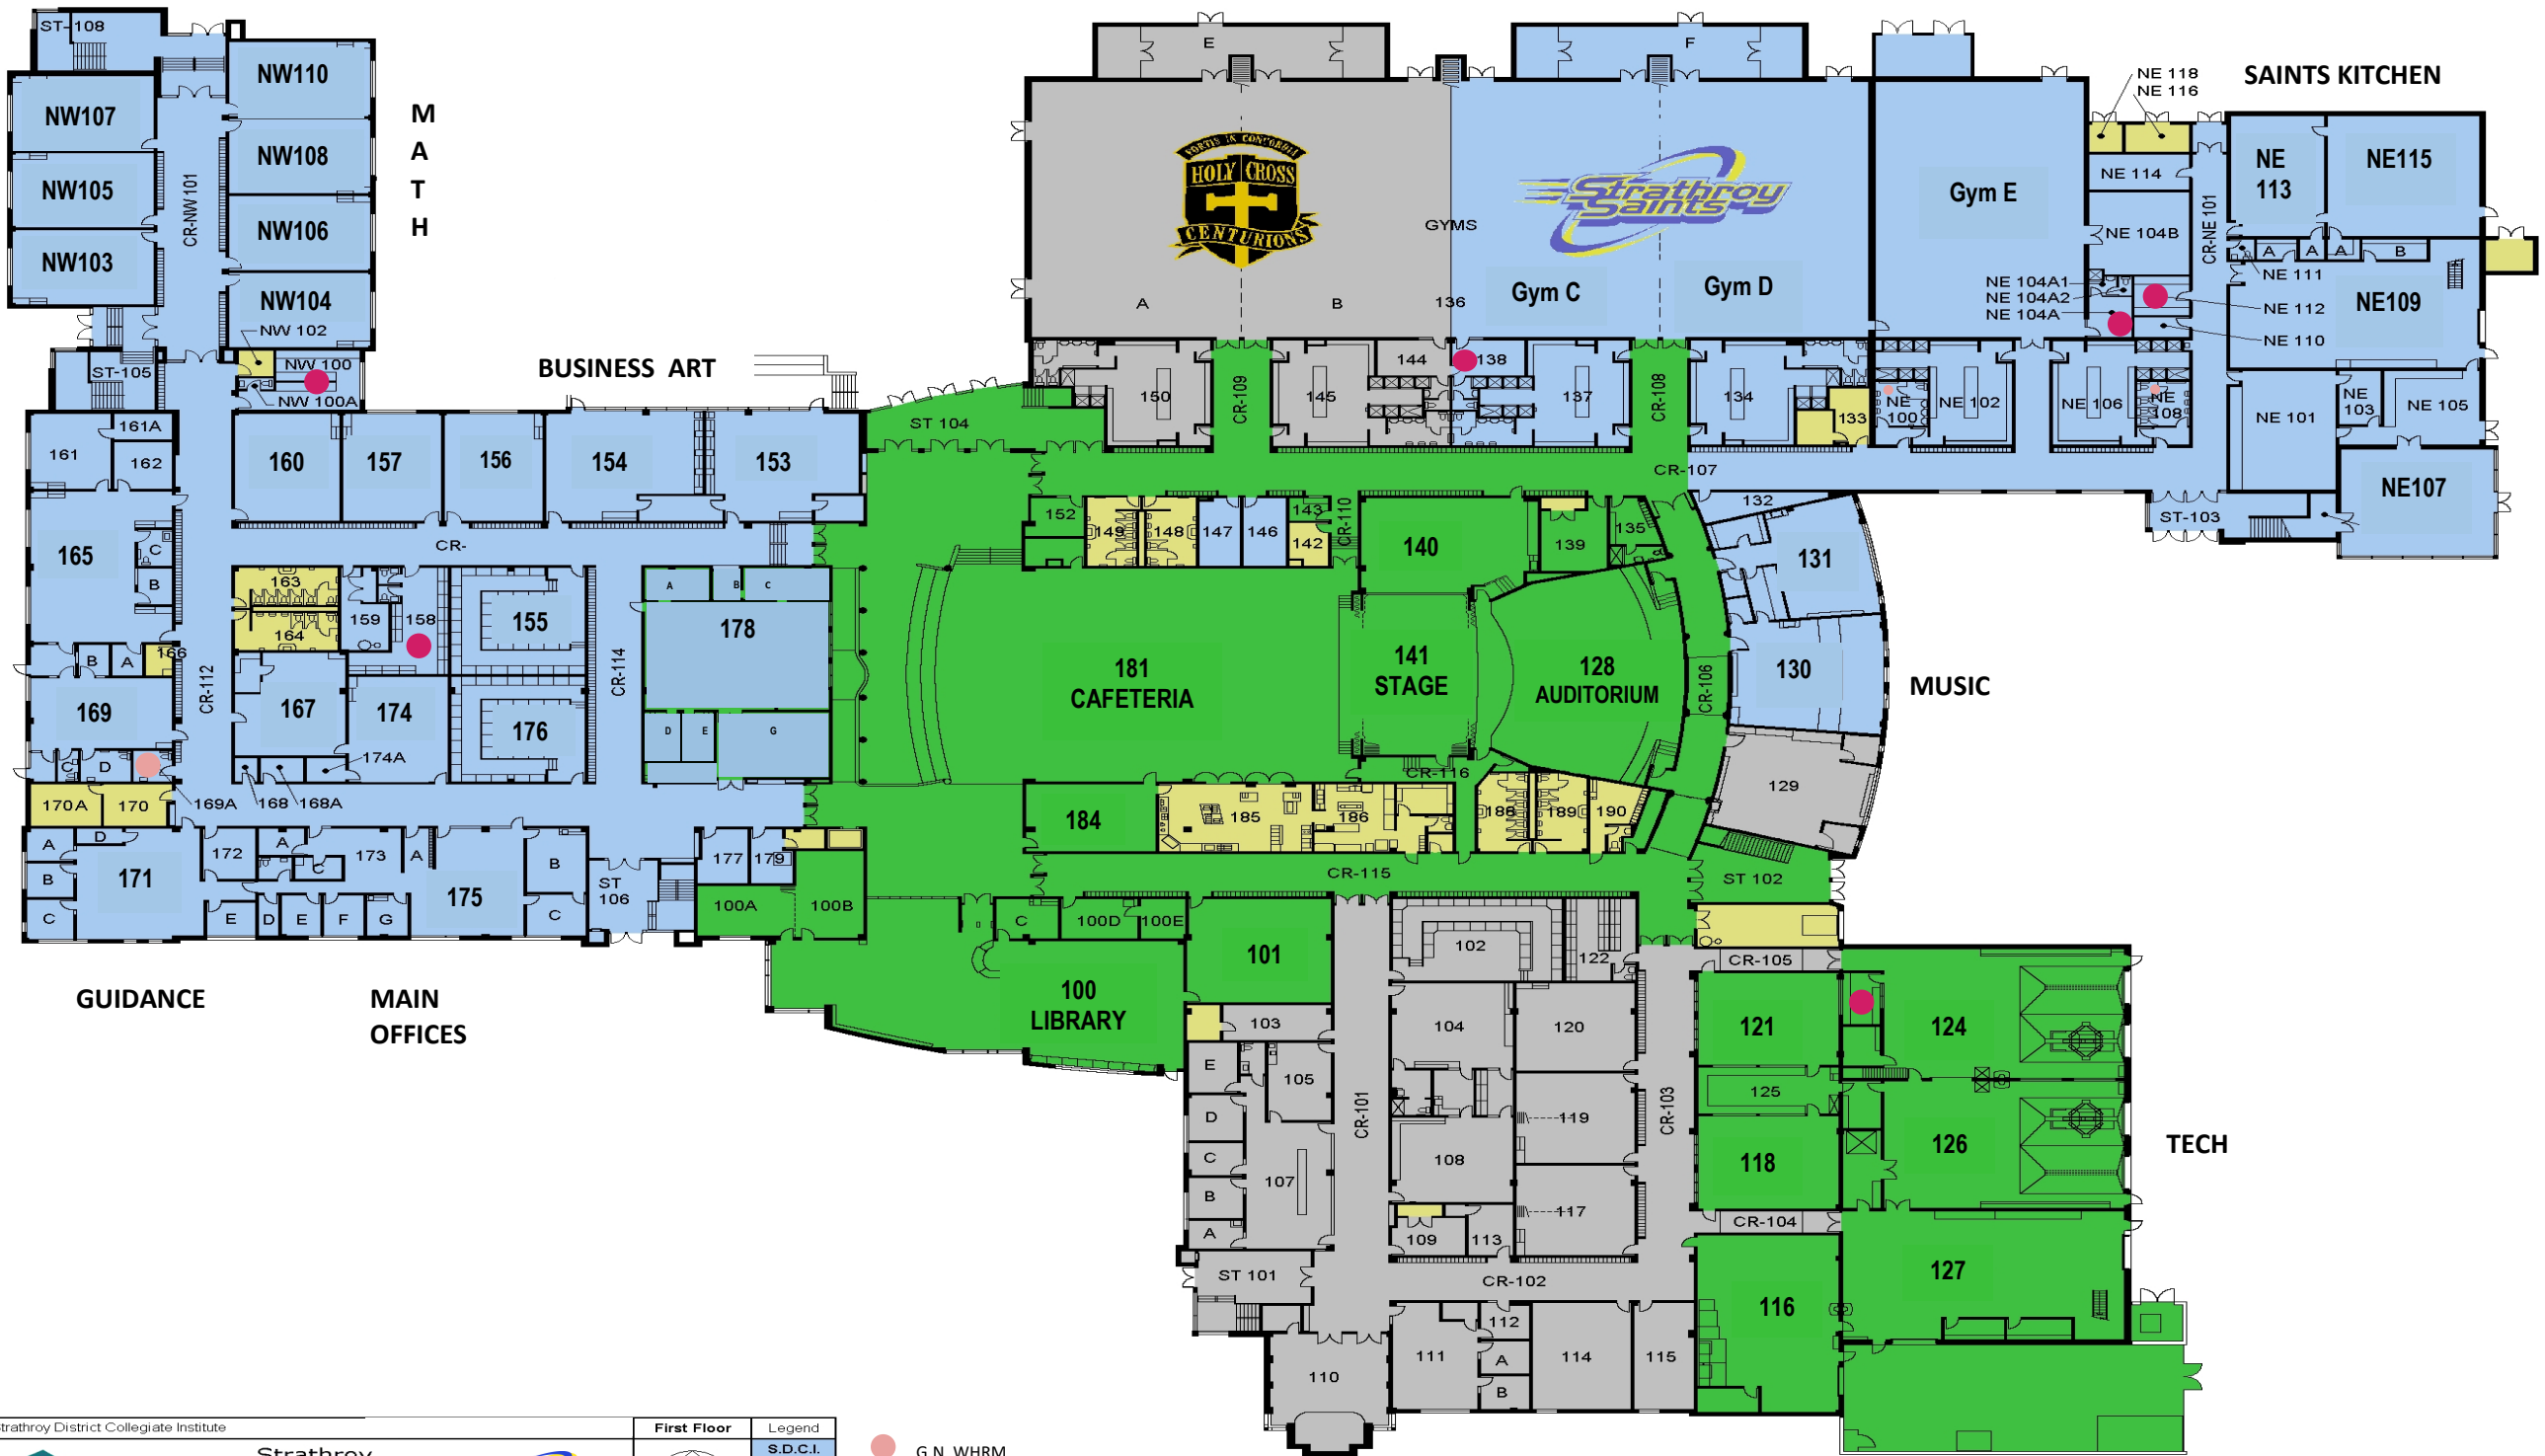 ST-108
NW110
NW107
NW108
NW105
NW106
NW103
NW104
CR-NW 101
M
A
T
H
NW 102
NW 100
NW 100A
ST-105
BUSINESS ART
E
F
FORTIS IN CONCORDIA
HOLY CROSS
CENTURIONS
Strathroy
Saints
GYMS
A
B
136
Gym C
Gym D
Gym E
NE 118
NE 116
SAINTS KITCHEN
NE 114
NE 104B
CR-NE 101
NE
113
NE115
A
A
A
B
NE 111
NE 104A1
NE 104A2
NE 104A
NE 112
NE 110
NE109
150
CR-109
145
144
138
137
CR-108
134
133
NE
100
NE 102
NE 106
NE
108
NE 101
NE
103
NE 105
NE107
ST-103
161A
161
162
160
157
156
154
153
ST 104
CR-107
165
C
B
CR-
152
149
148
147
146
143
142
CR-110
140
139
135
132
131
163
164
159
158
155
CR-114
A
B
C
178
D
E
G
166
B
A
CR-112
167
174
174A
176
169
C
D
170A
170
169A
168
168A
181
CAFETERIA
141
STAGE
128
AUDITORIUM
CR-106
130
MUSIC
129
CR-116
184
185
186
188
189
190
A
D
B
C
171
172
A
C
173
A
E
D
E
F
G
175
B
C
ST
106
177
179
100A
100B
CR-115
ST 102
C
100D
100E
101
100
LIBRARY
102
122
CR-105
GUIDANCE
MAIN
OFFICES
103
104
120
121
124
E
105
D
C
B
A
107
CR-101
108
119
CR-103
125
126
TECH
118
117
109
113
CR-104
ST 101
CR-102
116
127
110
111
112
A
B
114
115
Strathroy District Collegiate Institute
First Floor
Legend
Strathroy
S.D.C.I.
G.N. WHRM